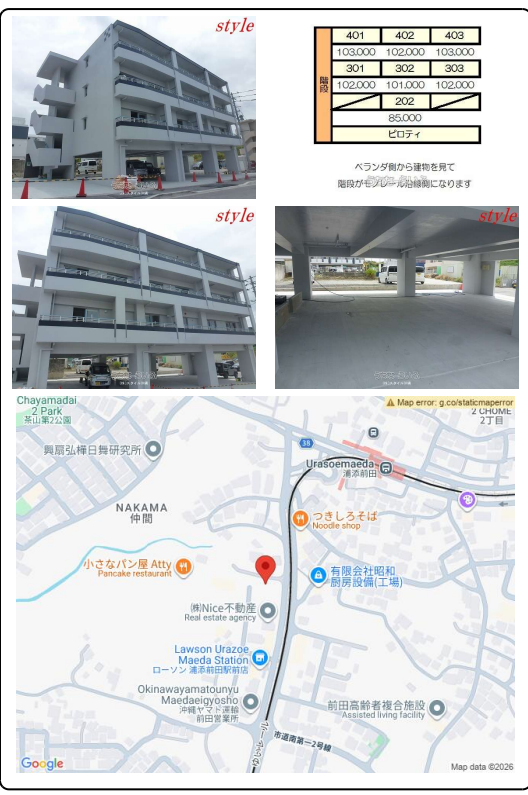 style
401 402 403
103,000 102,000 103,000
301 302 303
102,000 101,000 102,000
202
85,000
階段
ピロティ
ベランダ側から建物を見て
階段がモノレール沿線側になります
style
style
Map error: g.co/staticmaperror
Chayamadai
2 Park
茶山第2公園
2 CHOME
2丁目
興扇弘樺日舞研究所
38
Urasoemaeda
浦添前田
NAKAMA
仲間
つきしろそば
Noodle shop
小さなパン屋 Atty
Pancake restaurant
有限会社昭和
厨房設備(工場)
㈱Nice不動産
Real estate agency
Lawson Urazoe
Maeda Station
ローソン 浦添前田駅前店
Okinawayamatounyu
Maedaeigyosho
沖縄ヤマト運輸
前田営業所
前田高齢者複合施設
Assisted living facility
市道南第一2号線
Google
Map data ©2026